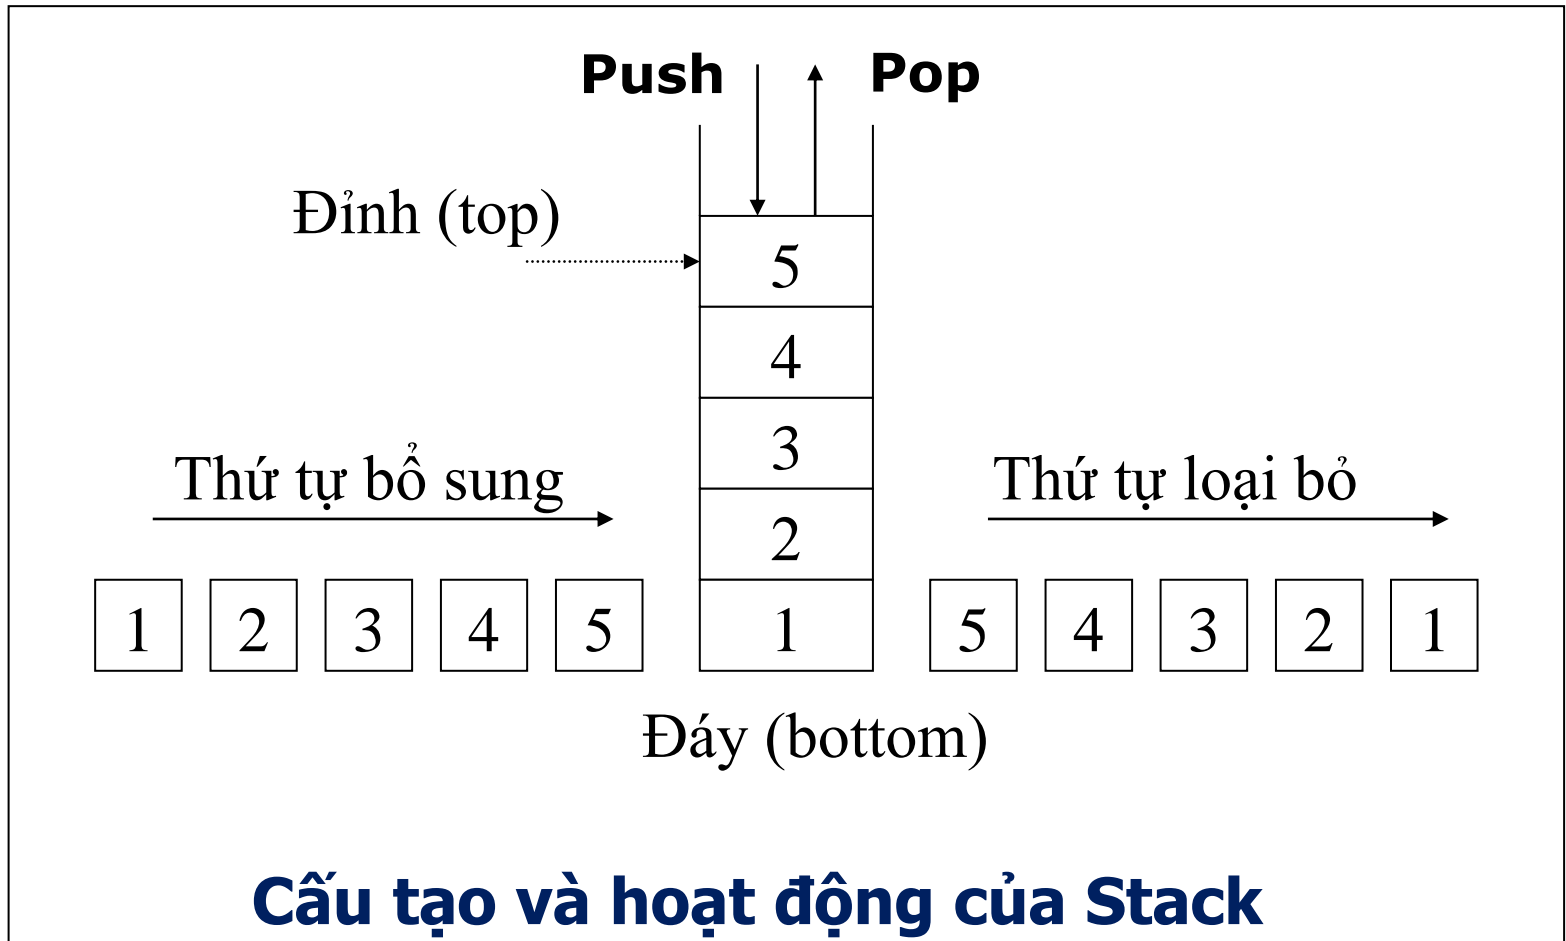 Push Pop
Đỉnh (top)
5
4
3
Thứ tự bổ sung
Thứ tự loại bỏ
2
1 2 3 4 5
1
5 4 3 2 1
Đáy (bottom)
Cấu tạo và hoạt động của Stack